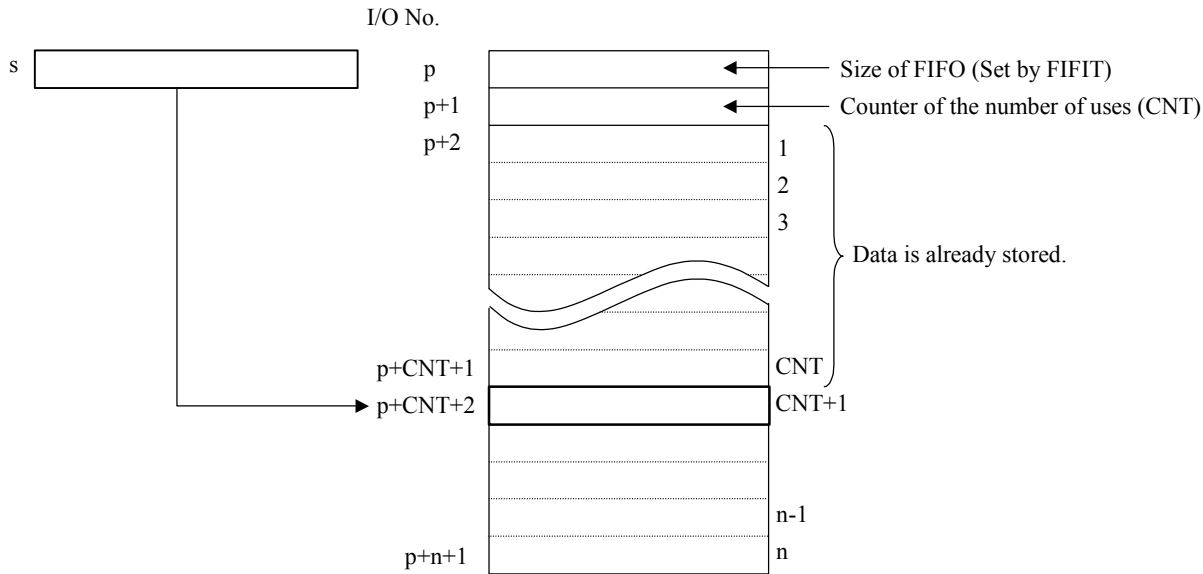 I/O No.
s
p
Size of FIFO (Set by FIFIT)
p+1
Counter of the number of uses (CNT)
p+2
1
2
3
Data is already stored.
p+CNT+1
CNT
p+CNT+2
CNT+1
n-1
p+n+1
n